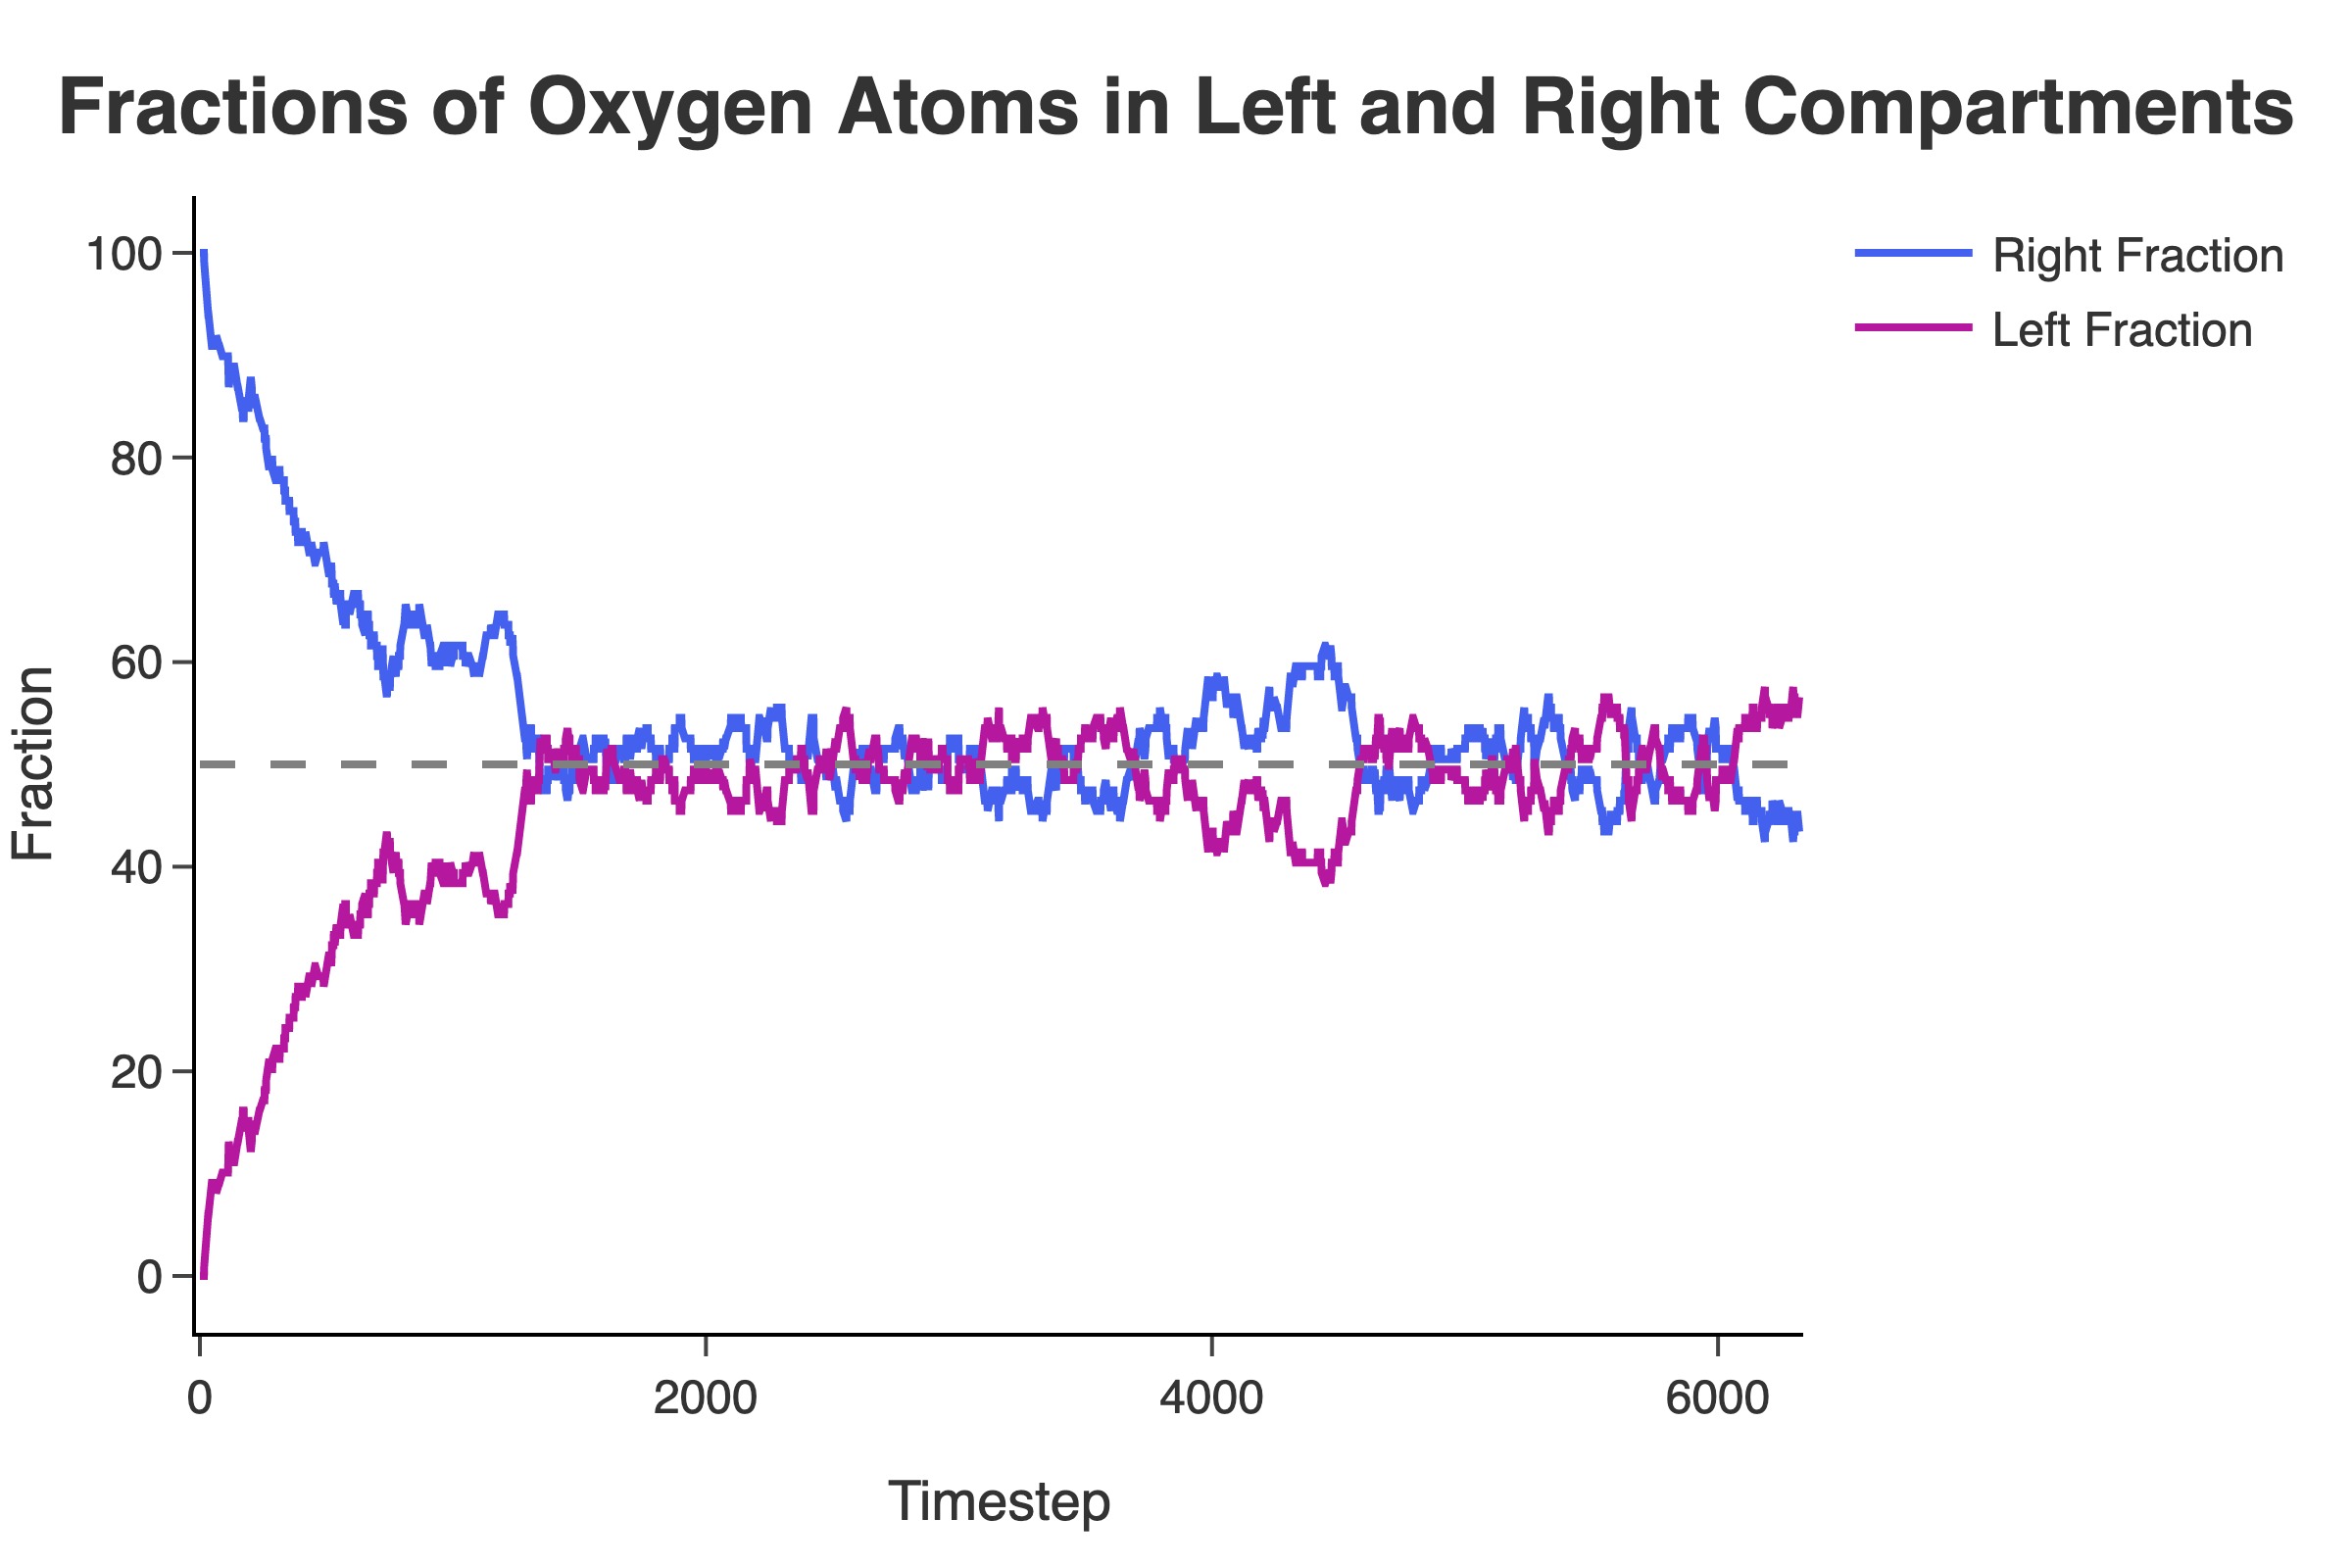 Fractions of Oxygen Atoms in Left and Right Compartments
Right Fraction
Left Fraction
100
80
60
40
20
0
Fraction
0 2000 4000 6000
Timestep